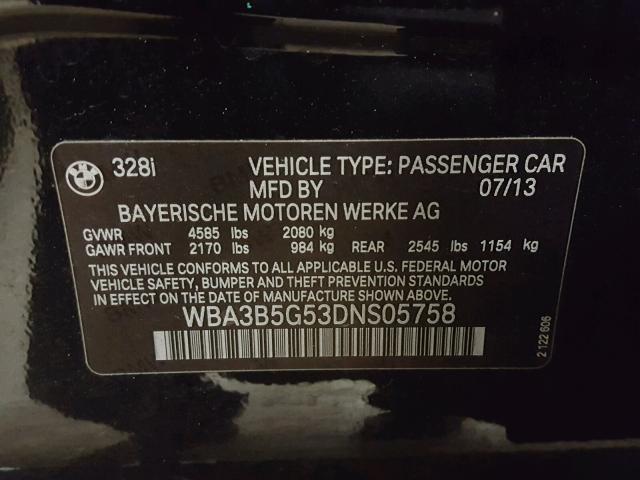 BMW
328i VEHICLE TYPE: PASSENGER CAR
MFD BY 07/13
BAYERISCHE MOTOREN WERKE AG
GVWR 4585 lbs 2080 kg
GAWR FRONT 2170 lbs 984 kg REAR 2545 lbs 1154 kg
THIS VEHICLE CONFORMS TO ALL APPLICABLE U.S. FEDERAL MOTOR
VEHICLE SAFETY, BUMPER AND THEFT PREVENTION STANDARDS
IN EFFECT ON THE DATE OF MANUFACTURE SHOWN ABOVE.
WBA3B5G53DNS05758
2 122 606